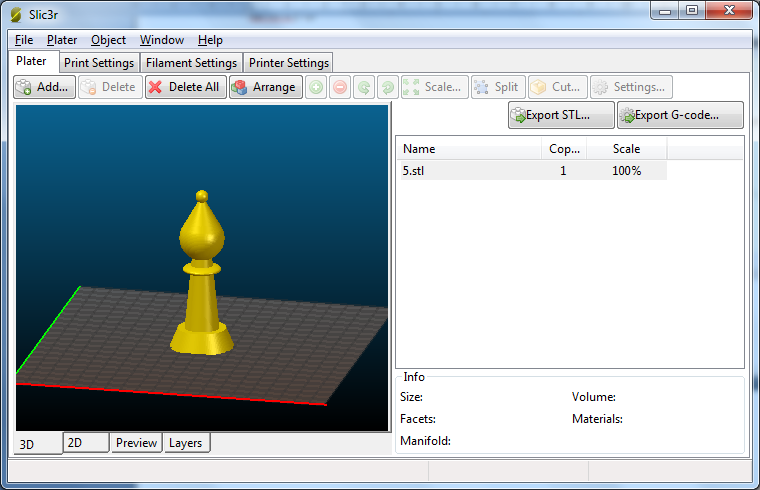 Slic3r
File Plater Object Window Help
Plater Print Settings Filament Settings Printer Settings
Add... Delete Delete All Arrange Scale... Split Cut... Settings...
Export STL... Export G-code...
Name Cop... Scale
5.stl 1 100%
Info
Size: Volume:
Facets: Materials:
Manifold:
3D 2D Preview Layers